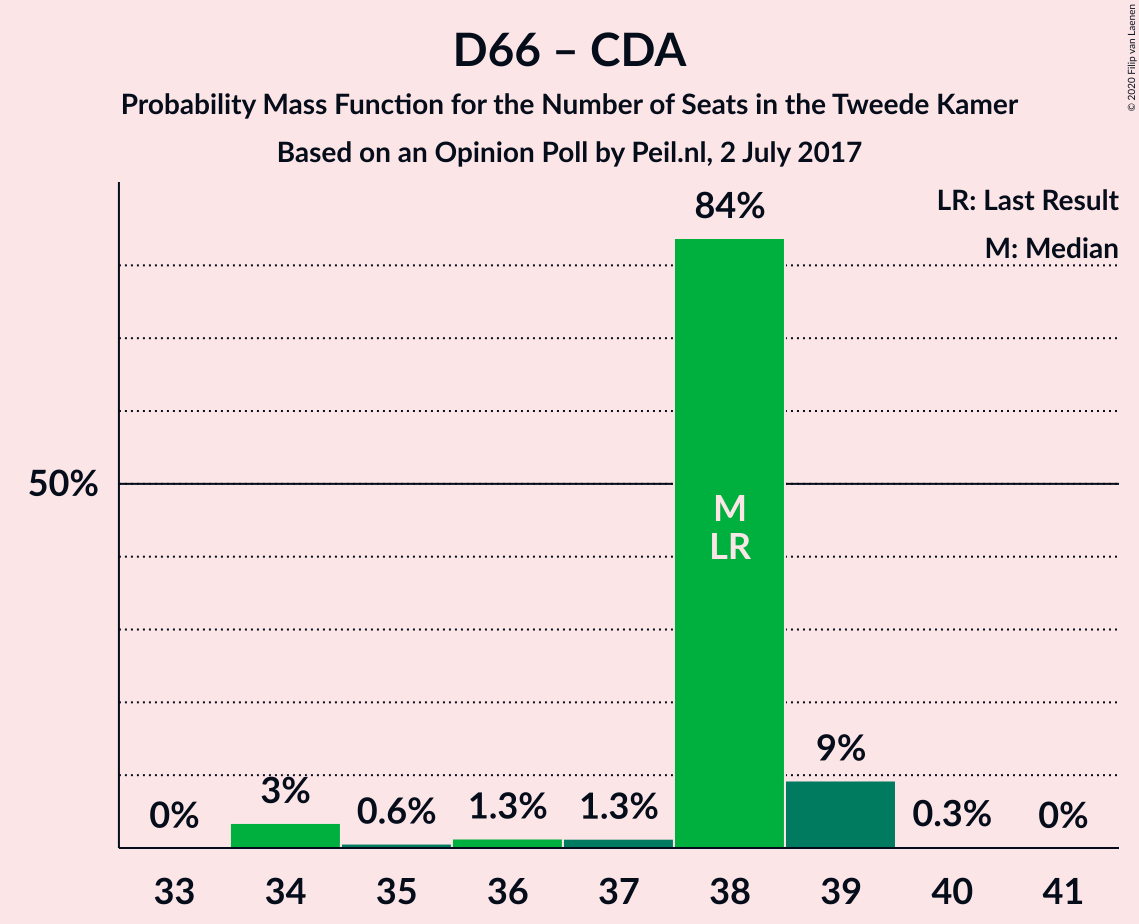 D66 – CDA
Probability Mass Function for the Number of Seats in the Tweede Kamer
Based on an Opinion Poll by Peil.nl, 2 July 2017
© 2020 Filip van Laenen
LR: Last Result
M: Median
50%
0%
3%
0.6%
1.3%
1.3%
84%
M
LR
9%
0.3%
0%
33 34 35 36 37 38 39 40 41